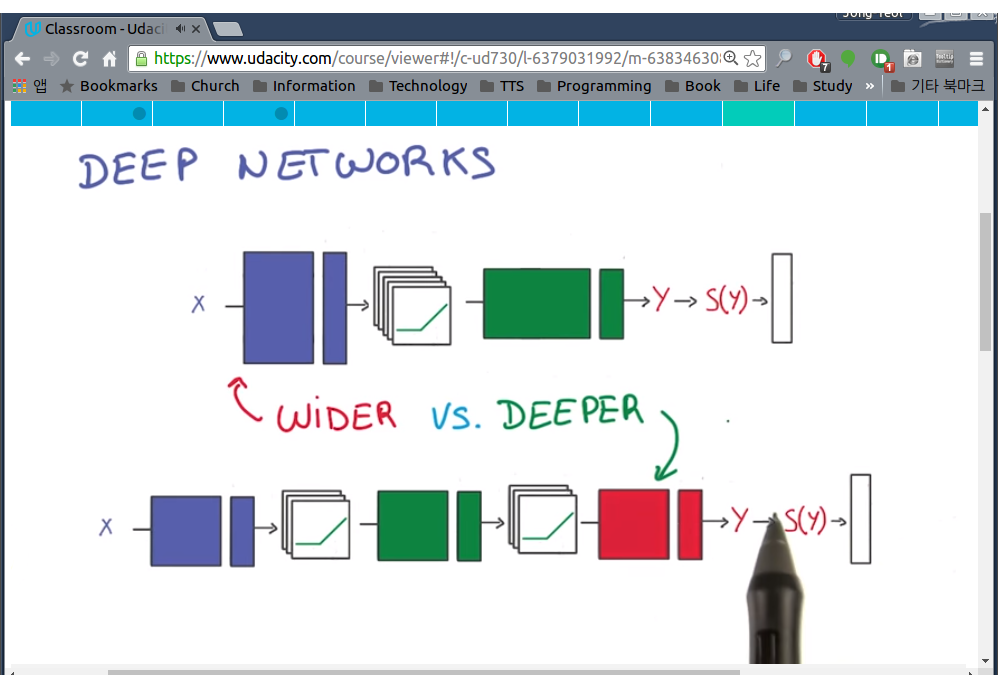 Jong Yeol
Classroom - Udaci
https://www.udacity.com/course/viewer#!/c-ud730/l-6379031992/m-63834630
7
1
앱 Bookmarks Church Information Technology TTS Programming Book Life Study » 기타 북마크
DEEP NETWORKS
X Y S(Y)
WIDER VS. DEEPER
X Y S(Y)